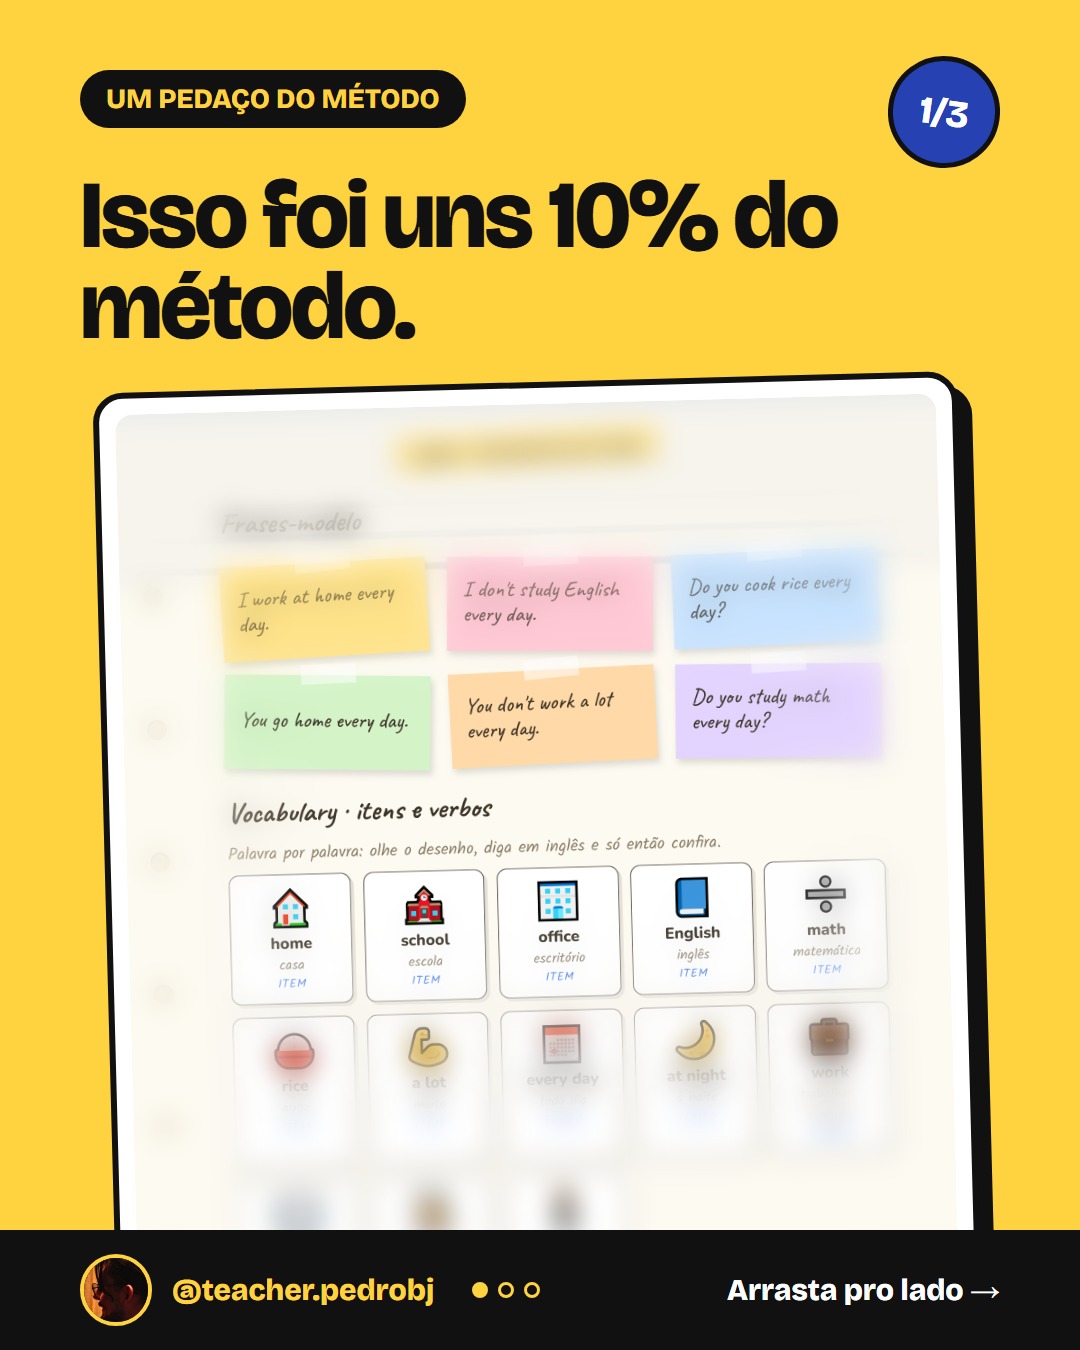 UM PEDAÇO DO MÉTODO
1/3
Isso foi uns 10% do
método.
Frases-modelo
I work at home every
day.
I don't study English
every day.
Do you cook rice every
day?
You go home every day.
You don't work a lot
every day.
Do you study math
every day?
Vocabulary · itens e verbos
Palavra por palavra: olhe o desenho, diga em inglês e só então confira.
home
casa
ITEM
school
escola
ITEM
office
escritório
ITEM
English
inglês
ITEM
math
matemática
ITEM
rice
a lot
every day
at night
work
@teacher.pedrobj
Arrasta pro lado →